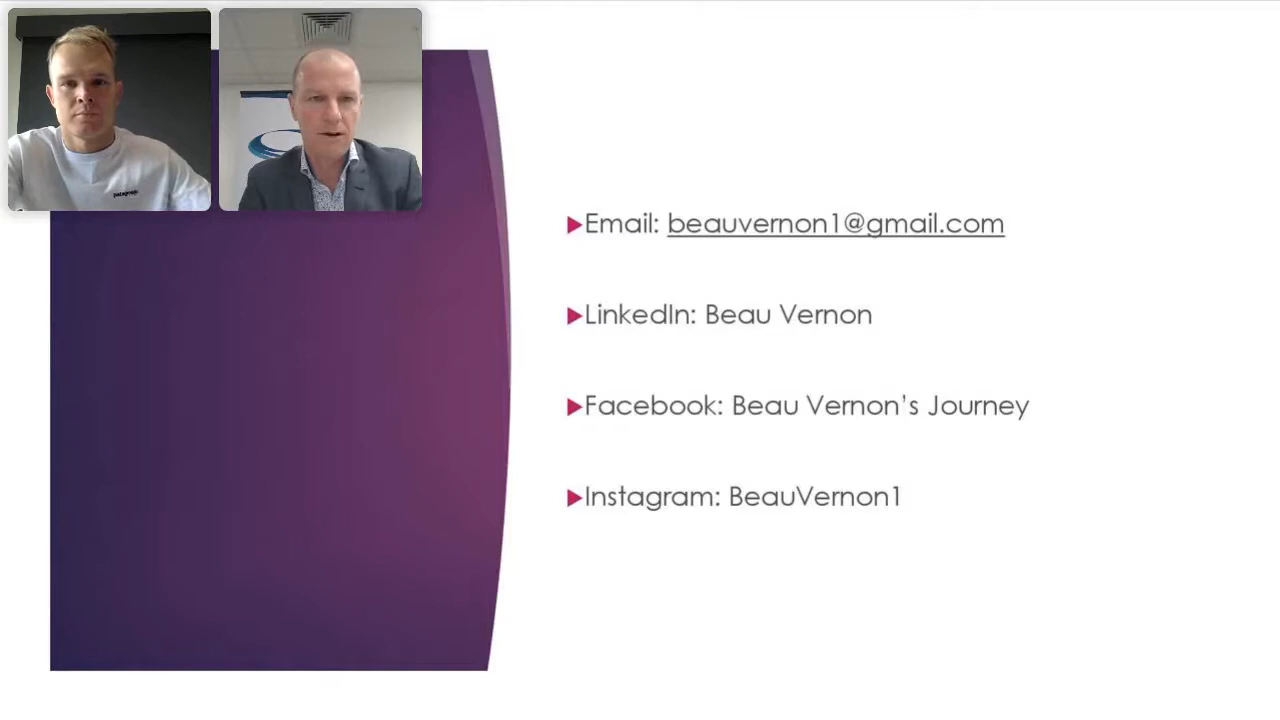 Email: beauvernon1@gmail.com
LinkedIn: Beau Vernon
Facebook: Beau Vernon’s Journey
Instagram: BeauVernon1